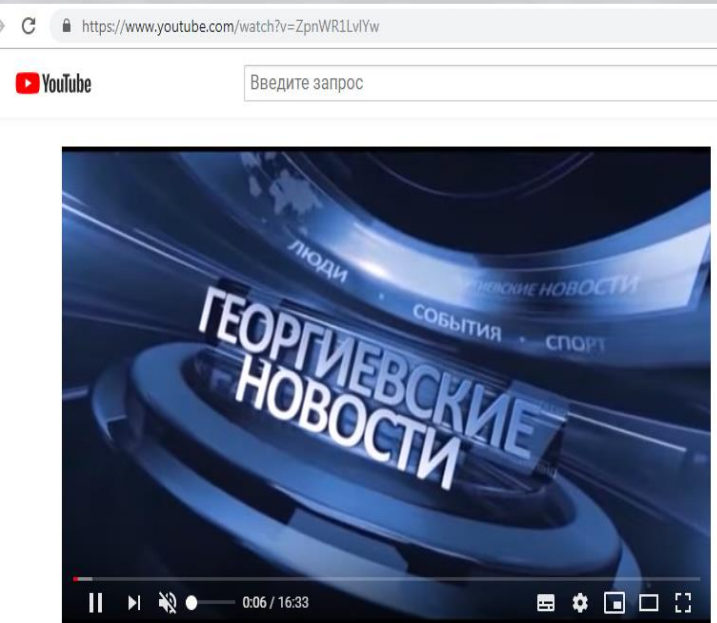 https://www.youtube.com/watch?v=ZpnWR1LvlYw
YouTube
Введите запрос
ЛЮДИ
НОВОСТИ
СОБЫТИЯ · СПОРТ
ГЕОРГИЕВСКИЕ
НОВОСТИ
0:06 / 16:33